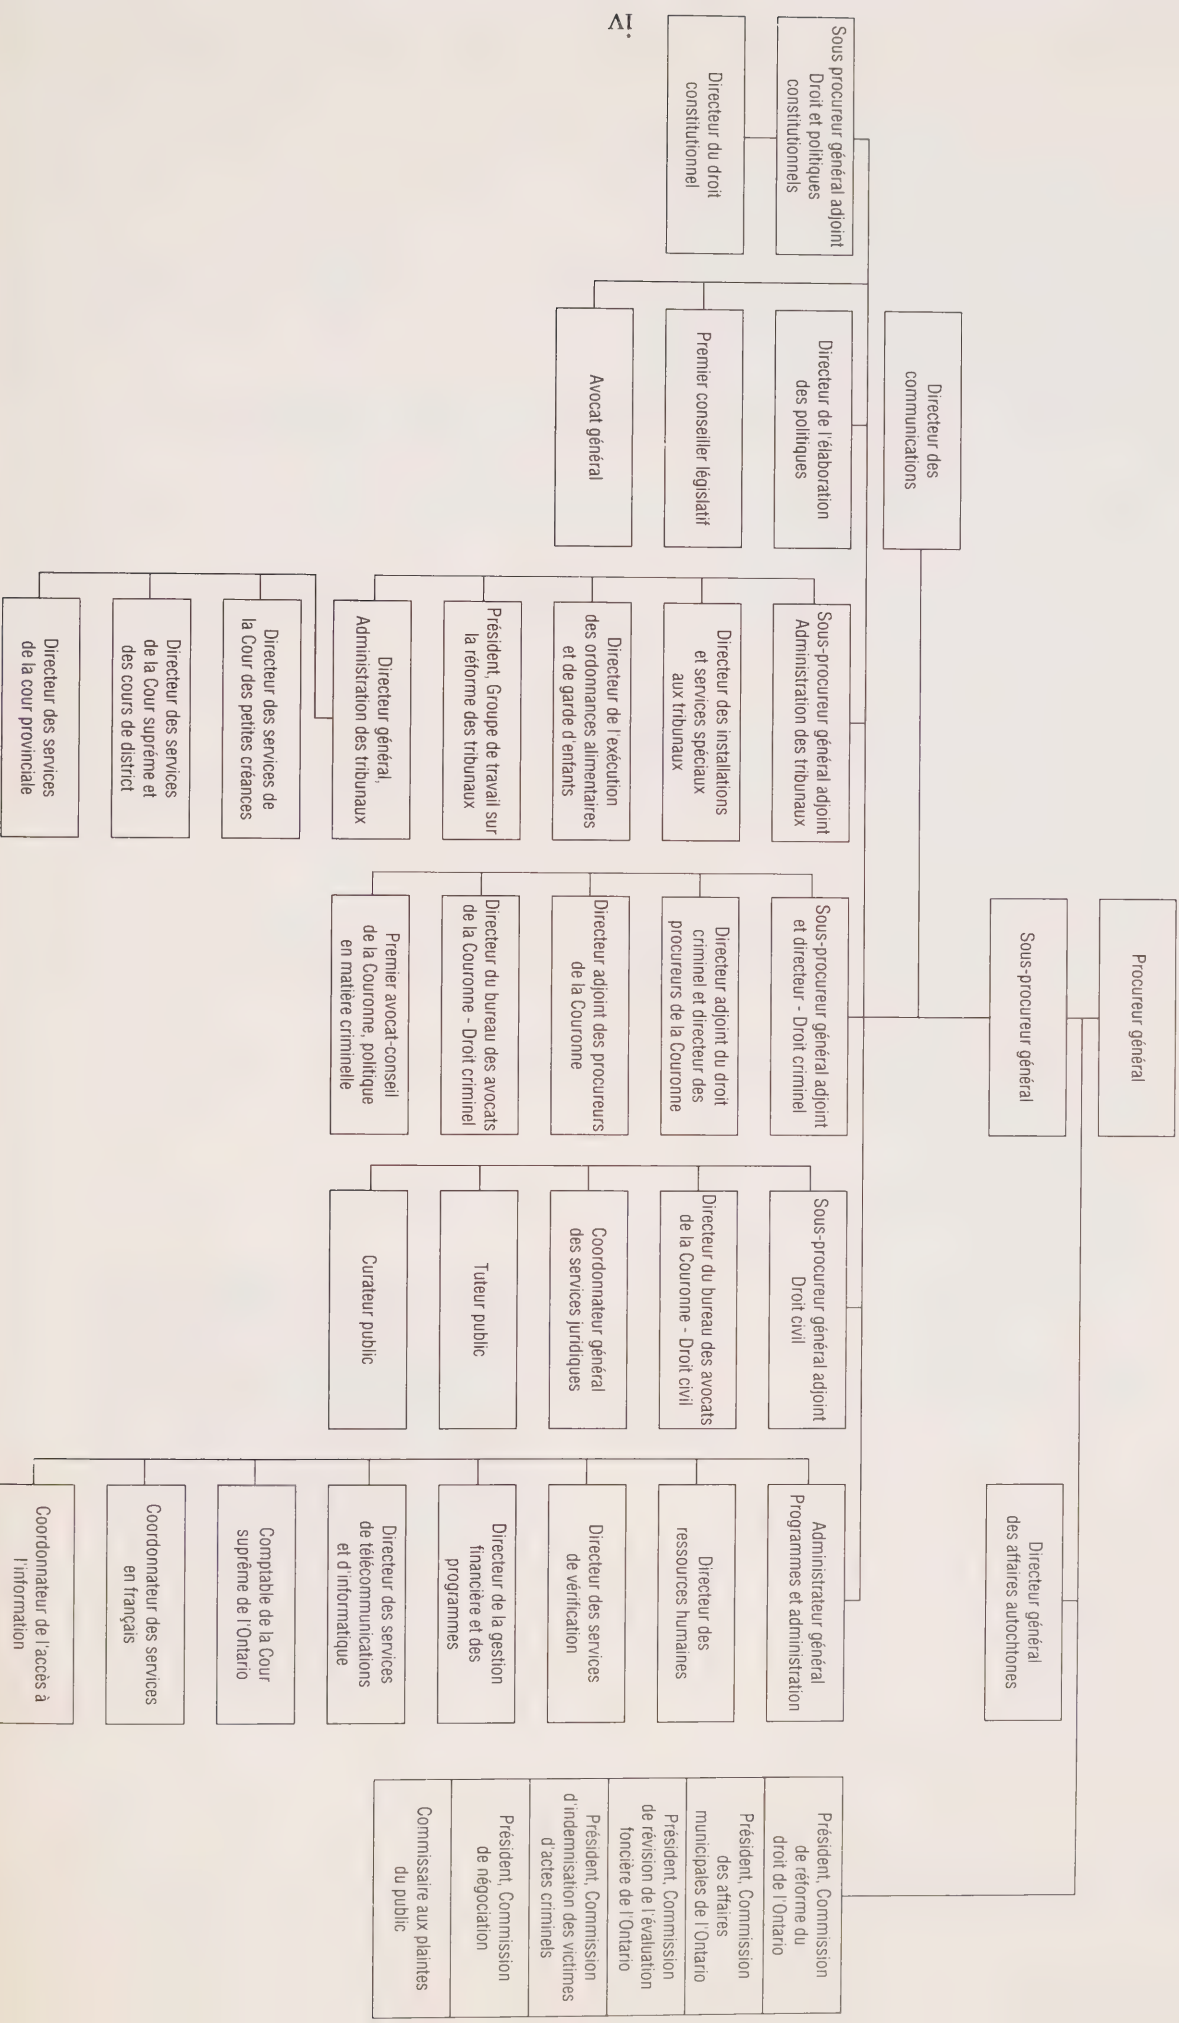 Procureur général
Sous-procureur général
Directeur général
des affaires autochtones
Directeur des
communications
Sous procureur général adjoint
Droit et politiques
constitutionnels
Directeur du droit
constitutionnel
Directeur de l'élaboration
des politiques
Premier conseiller législatif
Avocat général
Sous-procureur général adjoint
Administration des tribunaux
Directeur des installations
et services spéciaux
aux tribunaux
Directeur de l'exécution
des ordonnances alimentaires
et de garde d'enfants
Président, Groupe de travail sur
la réforme des tribunaux
Directeur général,
Administration des tribunaux
Directeur des services de
la Cour des petites créances
Directeur des services
de la Cour suprême et
des cours de district
Directeur des services
de la cour provinciale
Sous-procureur général adjoint
et directeur - Droit criminel
Directeur adjoint du droit
criminel et directeur des
procureurs de la Couronne
Directeur adjoint des procureurs
de la Couronne
Directeur du bureau des avocats
de la Couronne - Droit criminel
Premier avocat-conseil
de la Couronne, politique
en matière criminelle
Sous-procureur général adjoint
Droit civil
Directeur du bureau des avocats
de la Couronne - Droit civil
Coordonnateur général
des services juridiques
Tuteur public
Curateur public
Administrateur général
Programmes et administration
Directeur des
ressources humaines
Directeur des services
de vérification
Directeur de la gestion
financière et des
programmes
Directeur des services
de télécommunications
et d'informatique
Comptable de la Cour
suprême de l'Ontario
Coordonnateur des services
en français
Coordonnateur de l'accès à
l'information
Président, Commission
de réforme du
droit de l'Ontario
Président, Commission
des affaires
municipales de l'Ontario
Président, Commission
de révision de l'évaluation
foncière de l'Ontario
Président, Commission
d'indemnisation des victimes
d'actes criminels
Président, Commission
de négociation
Commissaire aux plaintes
du public
iv